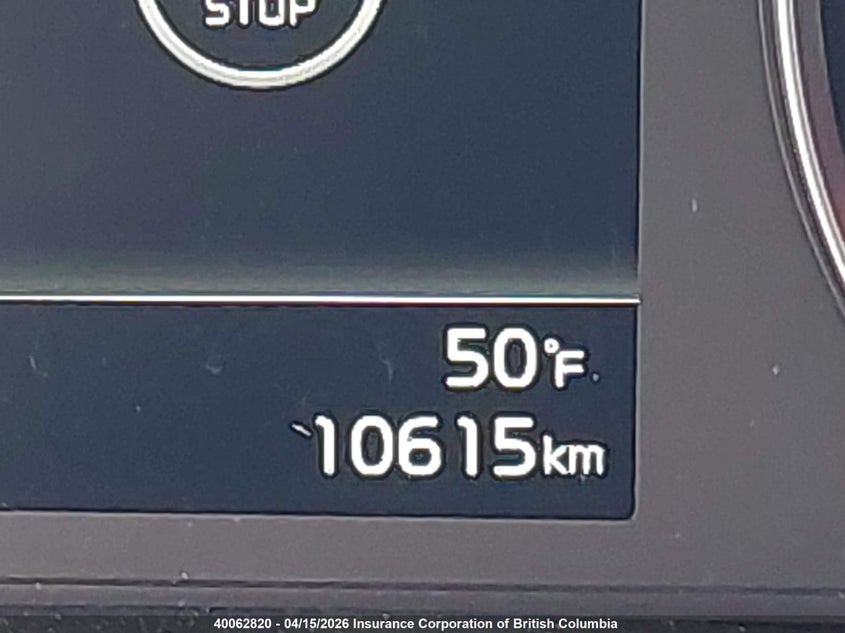 STOP
50°F
10615km
40062820 - 04/15/2026 Insurance Corporation of British Columbia